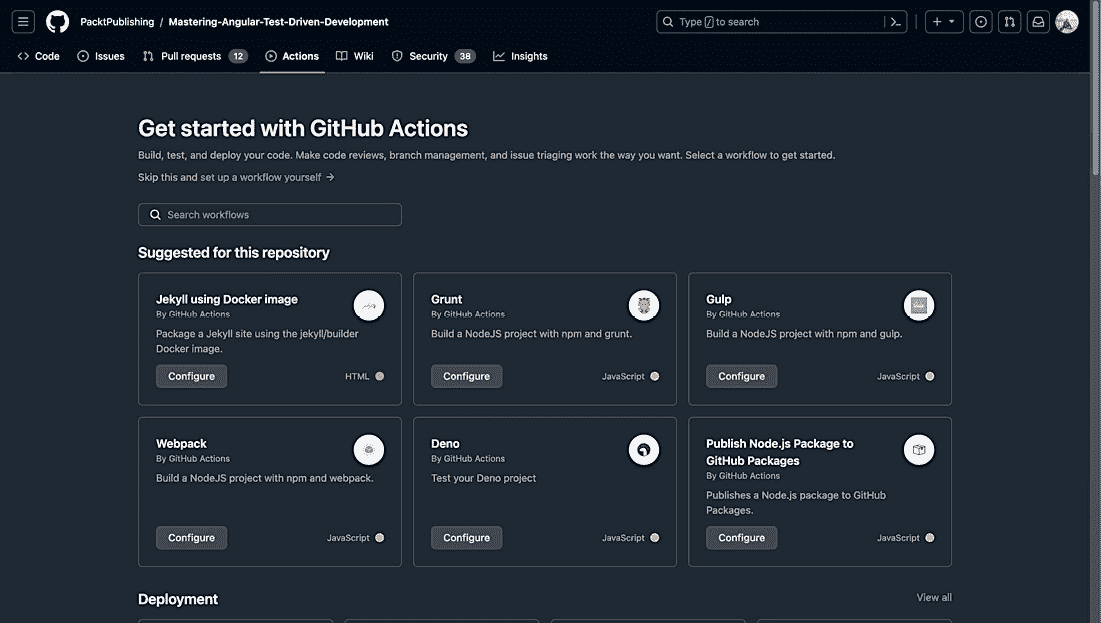 PacktPublishing / Mastering-Angular-Test-Driven-Development
Type / to search
Code Issues Pull requests 12 Actions Wiki Security 38 Insights
Get started with GitHub Actions
Build, test, and deploy your code. Make code reviews, branch management, and issue triaging work the way you want. Select a workflow to get started.
Skip this and set up a workflow yourself →
Search workflows
Suggested for this repository
Jekyll using Docker image
By GitHub Actions
Package a Jekyll site using the jekyll/builder
Docker image.
Configure
HTML
Grunt
By GitHub Actions
Build a NodeJS project with npm and grunt.
Configure
JavaScript
Gulp
By GitHub Actions
Build a NodeJS project with npm and gulp.
Configure
JavaScript
Webpack
By GitHub Actions
Build a NodeJS project with npm and webpack.
Configure
JavaScript
Deno
By GitHub Actions
Test your Deno project
Configure
JavaScript
Publish Node.js Package to
GitHub Packages
By GitHub Actions
Publishes a Node.js package to GitHub
Packages.
Configure
JavaScript
Deployment
View all